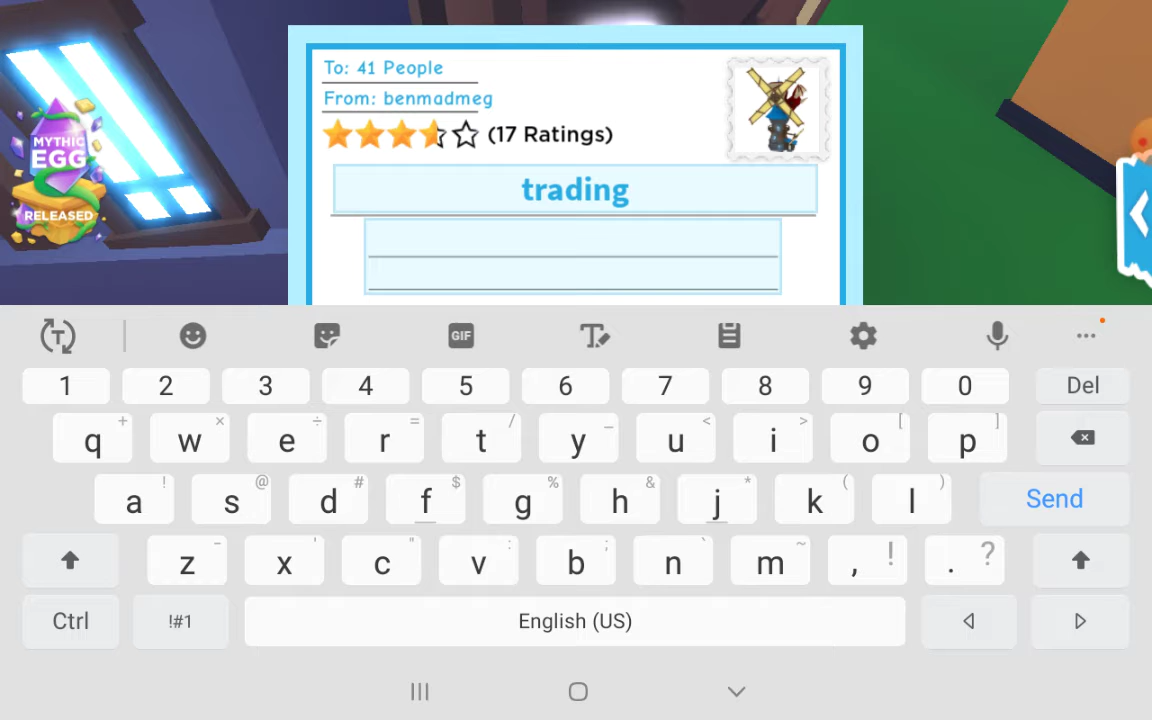 To: 41 People
From: benmadmeg
(17 Ratings)
trading
MYTHIC
EGG
RELEASED
GIF
1 2 3 4 5 6 7 8 9 0 Del
q + w × e ÷ r = t / y _ u < i > o [ p ]
a ! s @ d # f $ g % h & j * k ( l ) Send
z - x ' c " v : b ; n ` m ~ , ! . ?
Ctrl !#1 English (US)